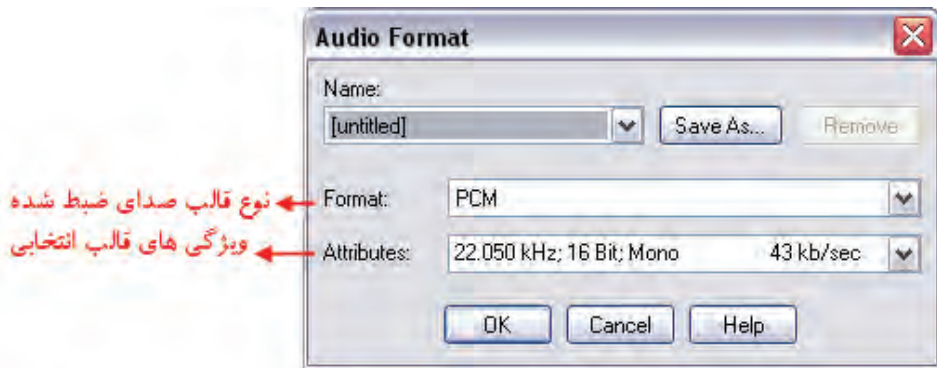 Audio Format
Name:
[untitled]
Save As...
Remove
نوع قالب صدای ضبط شده
Format:
PCM
ویژگی های قالب انتخابی
Attributes:
22.050 kHz; 16 Bit; Mono 43 kb/sec
OK
Cancel
Help